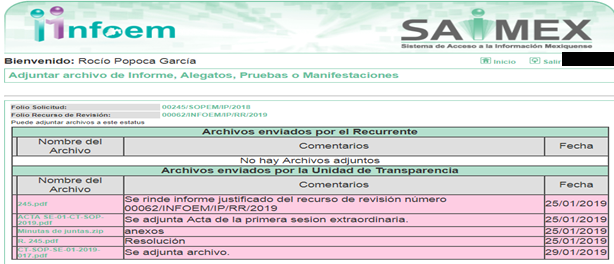 infoem
SAIMEX
Sistema de Acceso a la Información Mexiquense
Bienvenido: Rocío Popoca García
Inicio Salir
Adjuntar archivo de Informe, Alegatos, Pruebas o Manifestaciones
Folio Solicitud: 00245/SOPEM/IP/2018
Folio Recurso de Revisión: 00062/INFOEM/IP/RR/2019
Puede adjuntar archivos a este estatus
Archivos enviados por el Recurrente
Nombre del Archivo Comentarios Fecha
No hay Archivos adjuntos
Archivos enviados por la Unidad de Transparencia
Nombre del Archivo Comentarios Fecha
245.pdf Se rinde informe justificado del recurso de revisión número 00062/INFOEM/IP/RR/2019 25/01/2019
ACTA SE-01-CT-SOP-2019.pdf Se adjunta Acta de la primera sesion extraordinaria. 25/01/2019
Minutas de juntas.zip anexos 25/01/2019
R. 245.pdf Resolución 25/01/2019
CT-SOP-SE-01-2019-017.pdf Se adjunta archivo. 29/01/2019